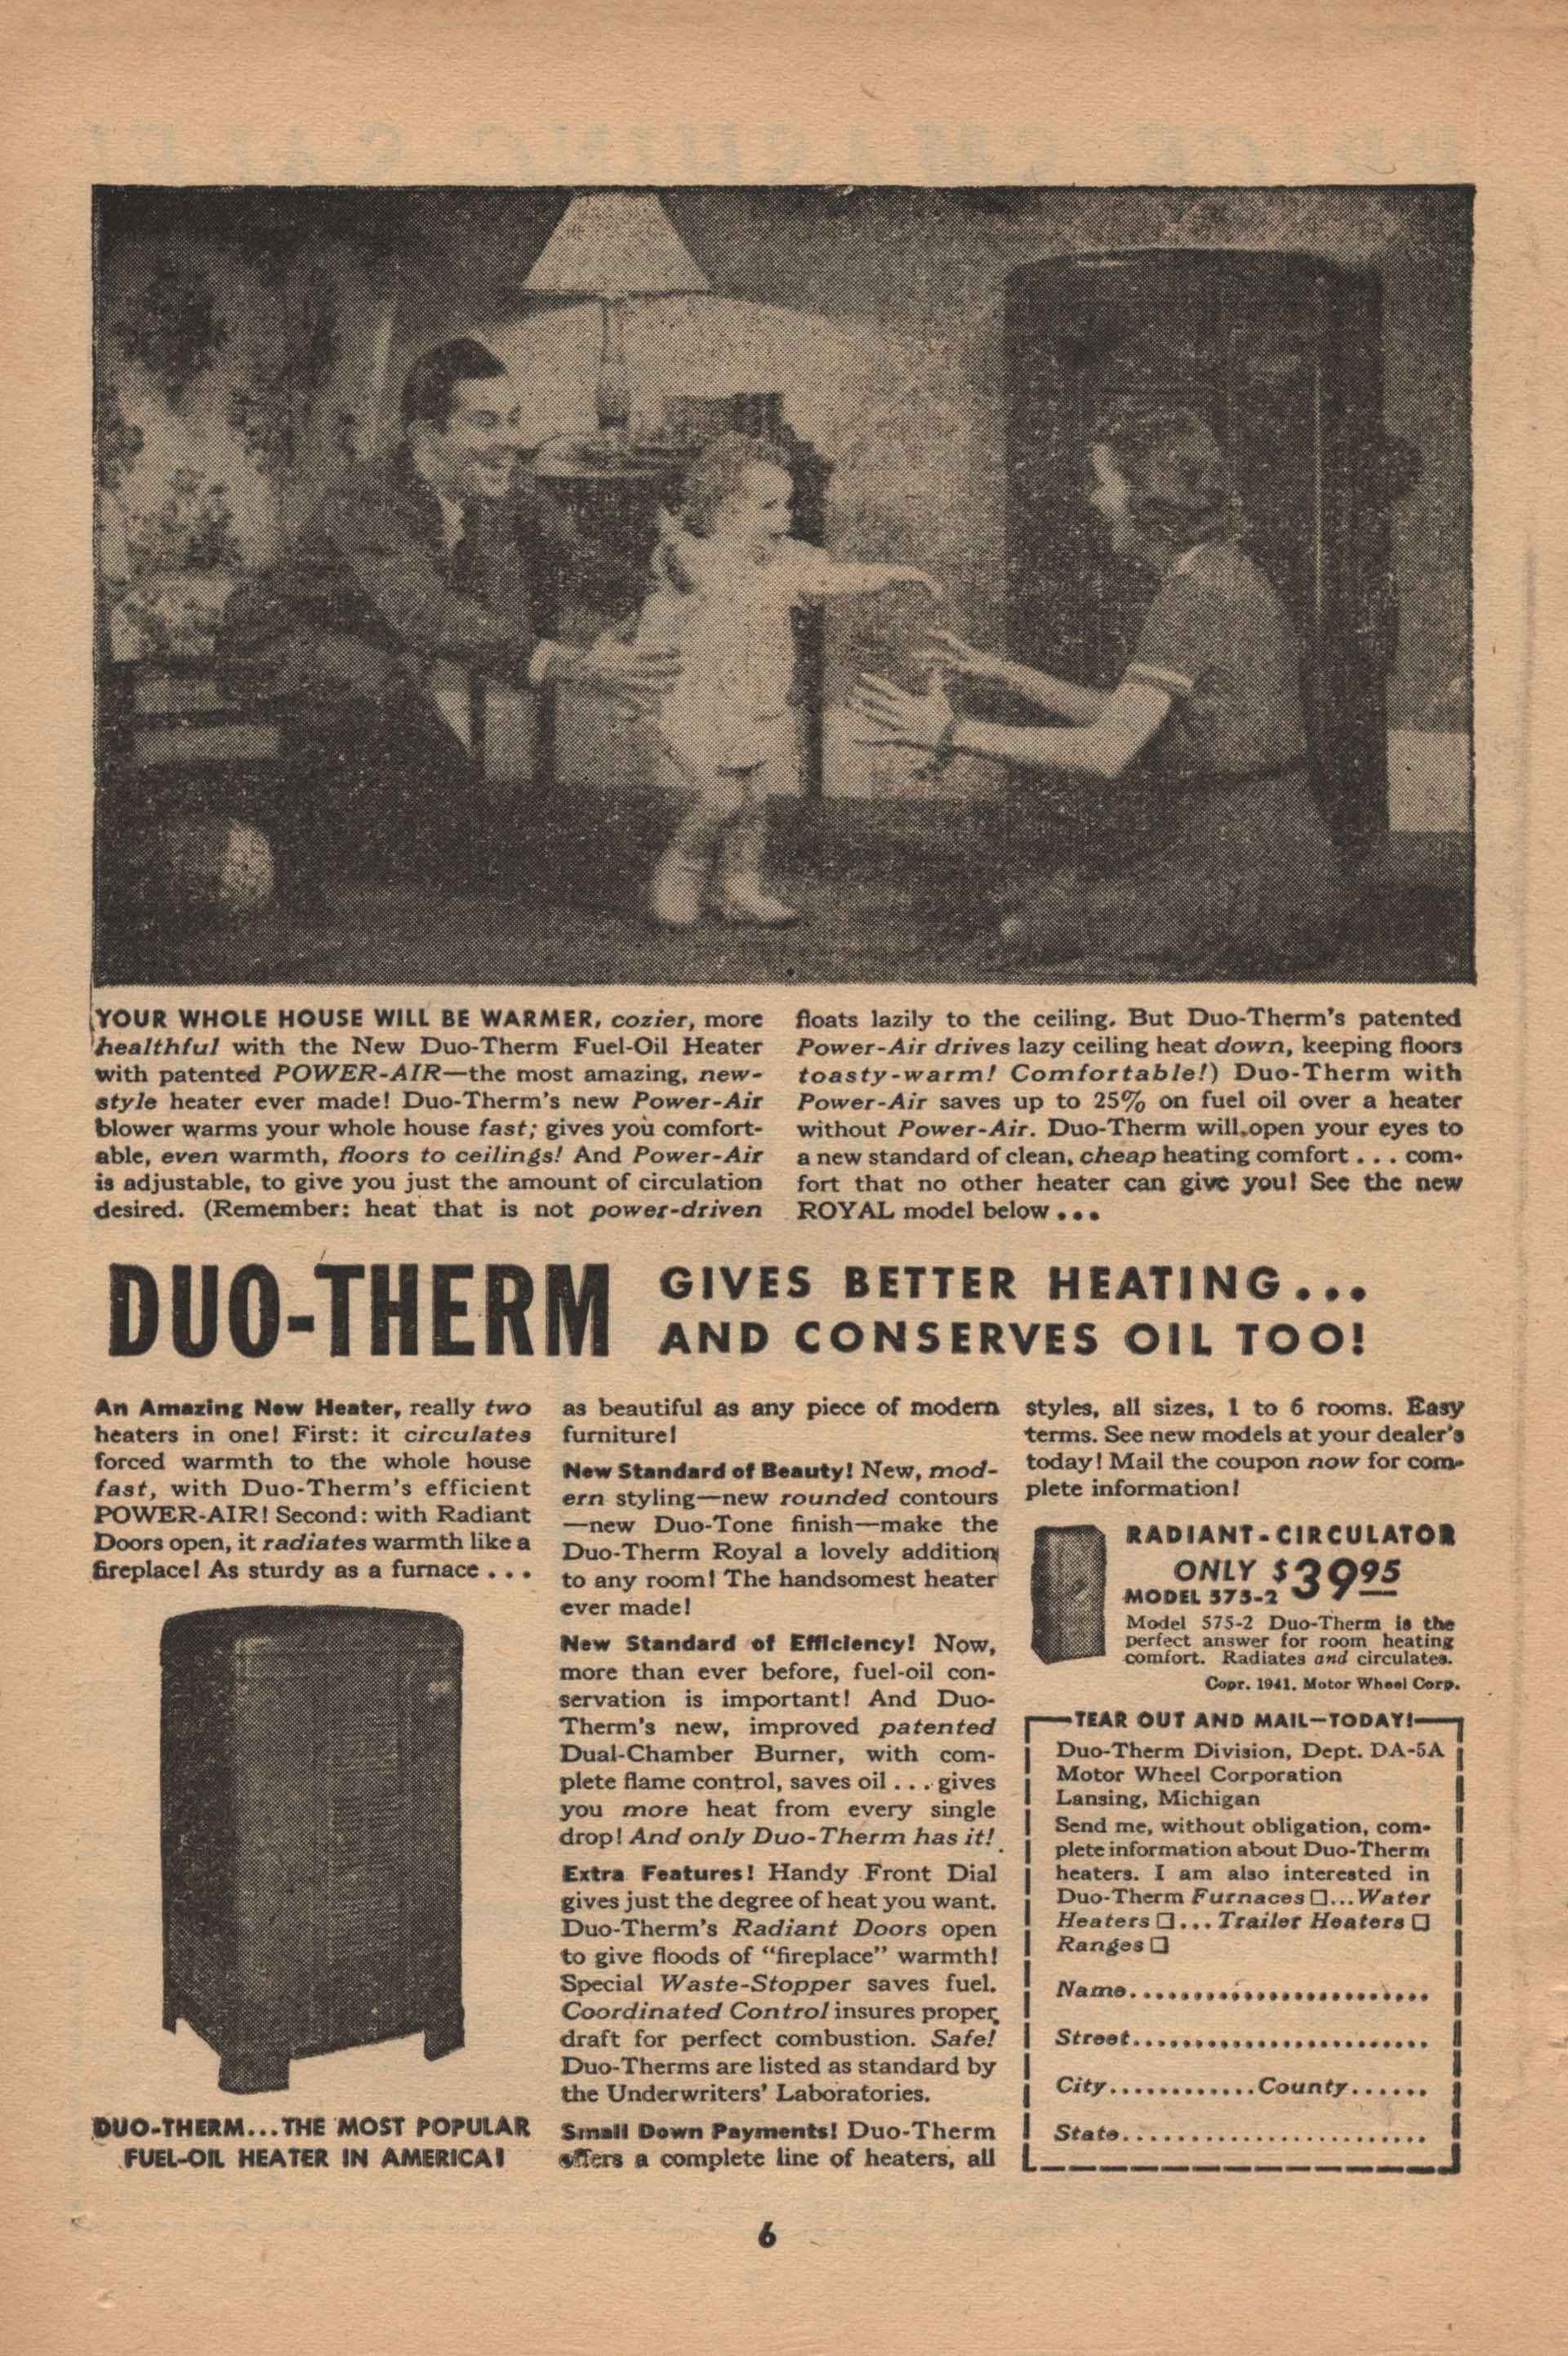 YOUR WHOLE HOUSE WILL BE WARMER, cozier, more
healthful with the New Duo-Therm Fuel-Oil Heater
with patented POWER-AIR—the most amazing, new-
style heater ever made! Duo-Therm's new Power-Air
blower warms your whole house fast; gives you comfort-
able, even warmth, floors to ceilings! And Power-Air
is adjustable, to give you just the amount of circulation
desired. (Remember: heat that is not power-driven
floats lazily to the ceiling. But Duo-Therm's patented
Power-Air drives lazy ceiling heat down, keeping floors
toasty-warm! Comfortable!) Duo-Therm with
Power-Air saves up to 25% on fuel oil over a heater
without Power-Air. Duo-Therm will open your eyes to
a new standard of clean, cheap heating comfort . . . com-
fort that no other heater can give you! See the new
ROYAL model below . . .
DUO-THERM
GIVES BETTER HEATING...
AND CONSERVES OIL TOO!
An Amazing New Heater, really two
heaters in one! First: it circulates
forced warmth to the whole house
fast, with Duo-Therm's efficient
POWER-AIR! Second: with Radiant
Doors open, it radiates warmth like a
fireplace! As sturdy as a furnace . . .
DUO-THERM...THE MOST POPULAR
FUEL-OIL HEATER IN AMERICA!
as beautiful as any piece of modern
furniture!
New Standard of Beauty! New, mod-
ern styling—new rounded contours
—new Duo-Tone finish—make the
Duo-Therm Royal a lovely addition
to any room! The handsomest heater
ever made!
New Standard of Efficiency! Now,
more than ever before, fuel-oil con-
servation is important! And Duo-
Therm's new, improved patented
Dual-Chamber Burner, with com-
plete flame control, saves oil . . . gives
you more heat from every single
drop! And only Duo-Therm has it!
Extra Features! Handy Front Dial
gives just the degree of heat you want.
Duo-Therm's Radiant Doors open
to give floods of "fireplace" warmth!
Special Waste-Stopper saves fuel.
Coordinated Control insures proper
draft for perfect combustion. Safe!
Duo-Therms are listed as standard by
the Underwriters' Laboratories.
Small Down Payments! Duo-Therm
offers a complete line of heaters, all
styles, all sizes, 1 to 6 rooms. Easy
terms. See new models at your dealer's
today! Mail the coupon now for com-
plete information!
RADIANT-CIRCULATOR
ONLY $39.95
MODEL 575-2
Model 575-2 Duo-Therm is the
perfect answer for room heating
comfort. Radiates and circulates.
Copr. 1941, Motor Wheel Corp.
TEAR OUT AND MAIL—TODAY!
Duo-Therm Division, Dept. DA-5A
Motor Wheel Corporation
Lansing, Michigan
Send me, without obligation, com-
plete information about Duo-Therm
heaters. I am also interested in
Duo-Therm Furnaces ☐...Water
Heaters ☐... Trailer Heaters ☐
Ranges ☐
Name.........................
Street.........................
City............County......
State.........................
6